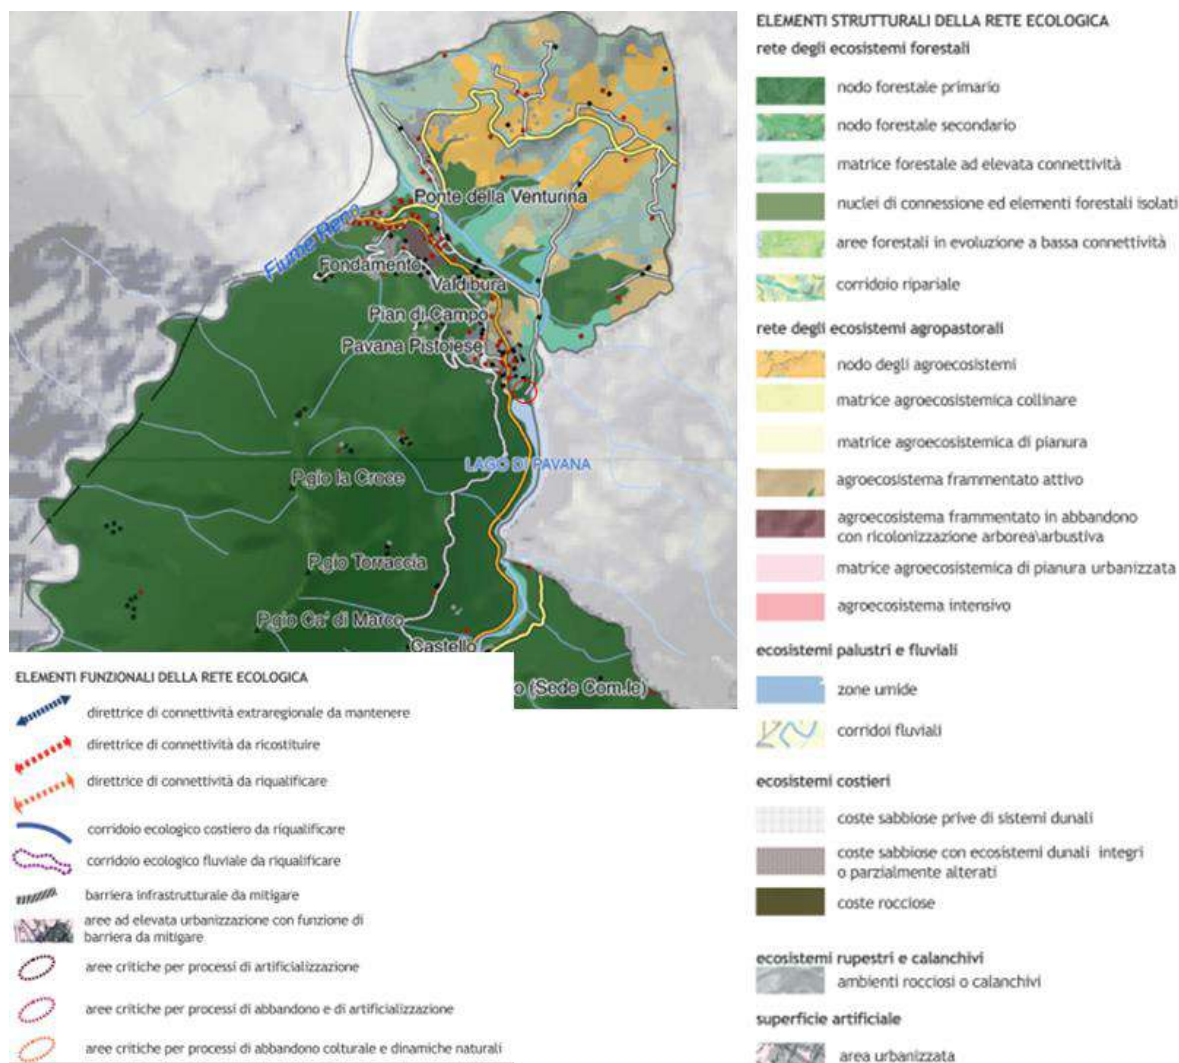 Ponte della Venturina
Fiume Reno
Fondamento
Valdibura
Pian di Campo
Pavana Pistoiese
LAGO DI PAVANA
P.gio la Croce
P.gio Torraccia
P.gio Ca' di Marco
Castello
o (Sede Com.le)
ELEMENTI FUNZIONALI DELLA RETE ECOLOGICA
direttrice di connettività extraregionale da mantenere
direttrice di connettività da ricostituire
direttrice di connettività da riqualificare
corridoio ecologico costiero da riqualificare
corridoio ecologico fluviale da riqualificare
barriera infrastrutturale da mitigare
aree ad elevata urbanizzazione con funzione di
barriera da mitigare
aree critiche per processi di artificializzazione
aree critiche per processi di abbandono e di artificializzazione
aree critiche per processi di abbandono colturale e dinamiche naturali
ELEMENTI STRUTTURALI DELLA RETE ECOLOGICA
rete degli ecosistemi forestali
nodo forestale primario
nodo forestale secondario
matrice forestale ad elevata connettività
nuclei di connessione ed elementi forestali isolati
aree forestali in evoluzione a bassa connettività
corridoio ripariale
rete degli ecosistemi agropastorali
nodo degli agroecosistemi
matrice agroecosistemica collinare
matrice agroecosistemica di pianura
agroecosistema frammentato attivo
agroecosistema frammentato in abbandono
con ricolonizzazione arborea\arbustiva
matrice agroecosistemica di pianura urbanizzata
agroecosistema intensivo
ecosistemi palustri e fluviali
zone umide
corridoi fluviali
ecosistemi costieri
coste sabbiose prive di sistemi dunali
coste sabbiose con ecosistemi dunali integri
o parzialmente alterati
coste rocciose
ecosistemi rupestri e calanchivi
ambienti rocciosi o calanchivi
superficie artificiale
area urbanizzata